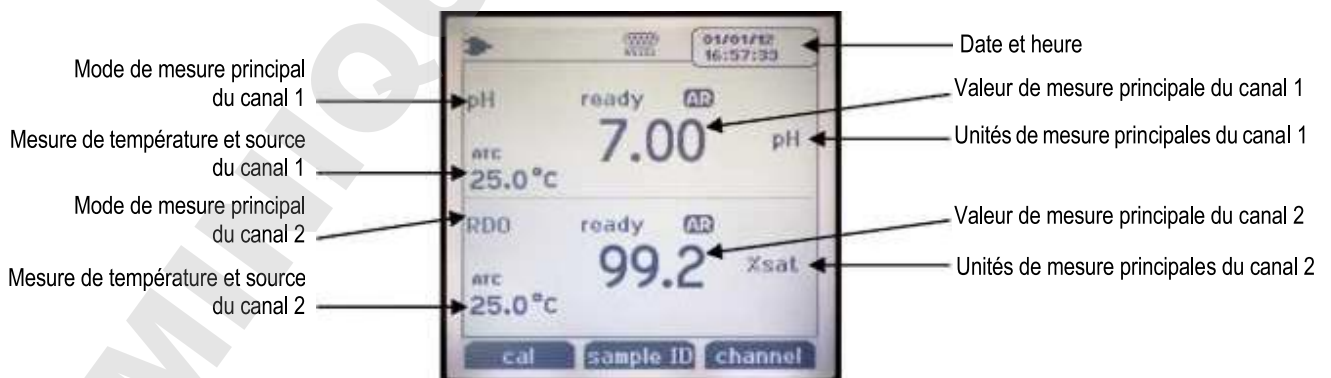 Mode de mesure principal
du canal 1
Mesure de température et source
du canal 1
Mode de mesure principal
du canal 2
Mesure de température et source
du canal 2
01/01/12
16:57:33
pH
ready
AR
7.00
pH
arc
25.0°C
RDO
ready
AR
99.2
%sat
arc
25.0°C
cal
sample ID
channel
Date et heure
Valeur de mesure principale du canal 1
Unités de mesure principales du canal 1
Valeur de mesure principale du canal 2
Unités de mesure principales du canal 2